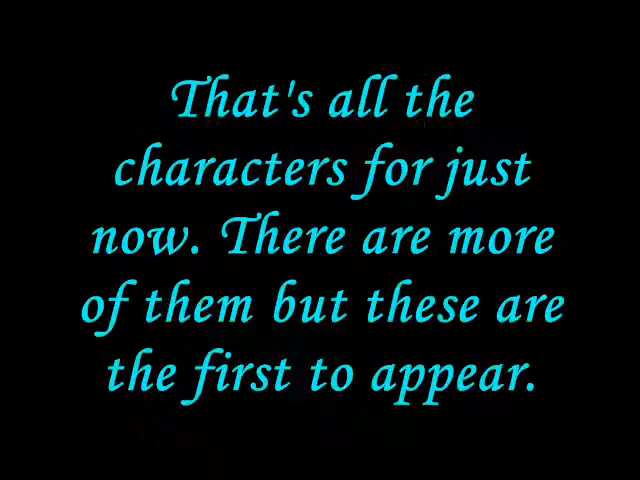 That's all the
characters for just
now. There are more
of them but these are
the first to appear.